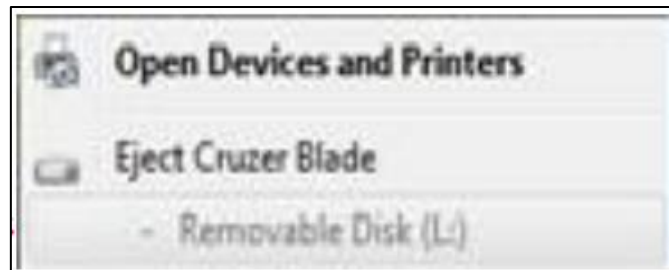 Open Devices and Printers
Eject Cruzer Blade
- Removable Disk (L:)